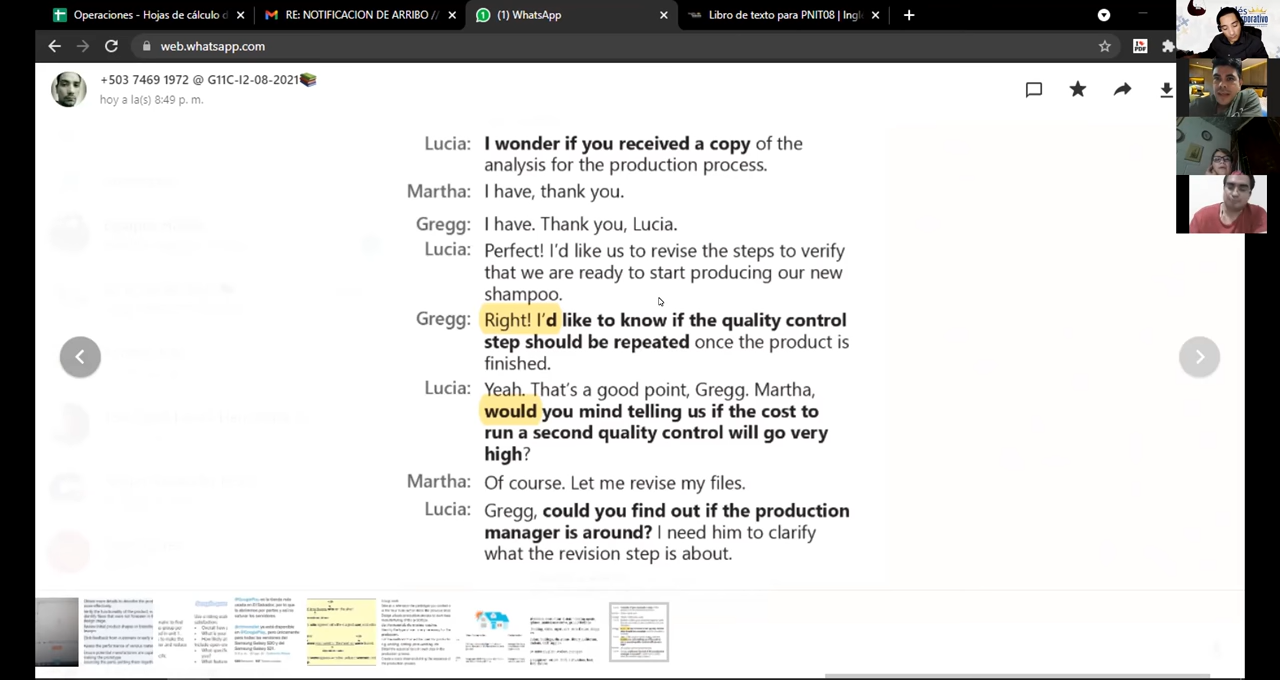 Operaciones - Hojas de cálculo d
RE: NOTIFICACION DE ARRIBO //
(1) WhatsApp
Libro de texto para PNIT08 | Ingl
web.whatsapp.com
+503 7469 1972 @ G11C-I2-08-2021
hoy a la(s) 8:49 p. m.
Lucia: I wonder if you received a copy of the
analysis for the production process.
Martha: I have, thank you.
Gregg: I have. Thank you, Lucia.
Lucia: Perfect! I'd like us to revise the steps to verify
that we are ready to start producing our new
shampoo.
Gregg: Right! I'd like to know if the quality control
step should be repeated once the product is
finished.
Lucia: Yeah. That's a good point, Gregg. Martha,
would you mind telling us if the cost to
run a second quality control will go very
high?
Martha: Of course. Let me revise my files.
Lucia: Gregg, could you find out if the production
manager is around? I need him to clarify
what the revision step is about.